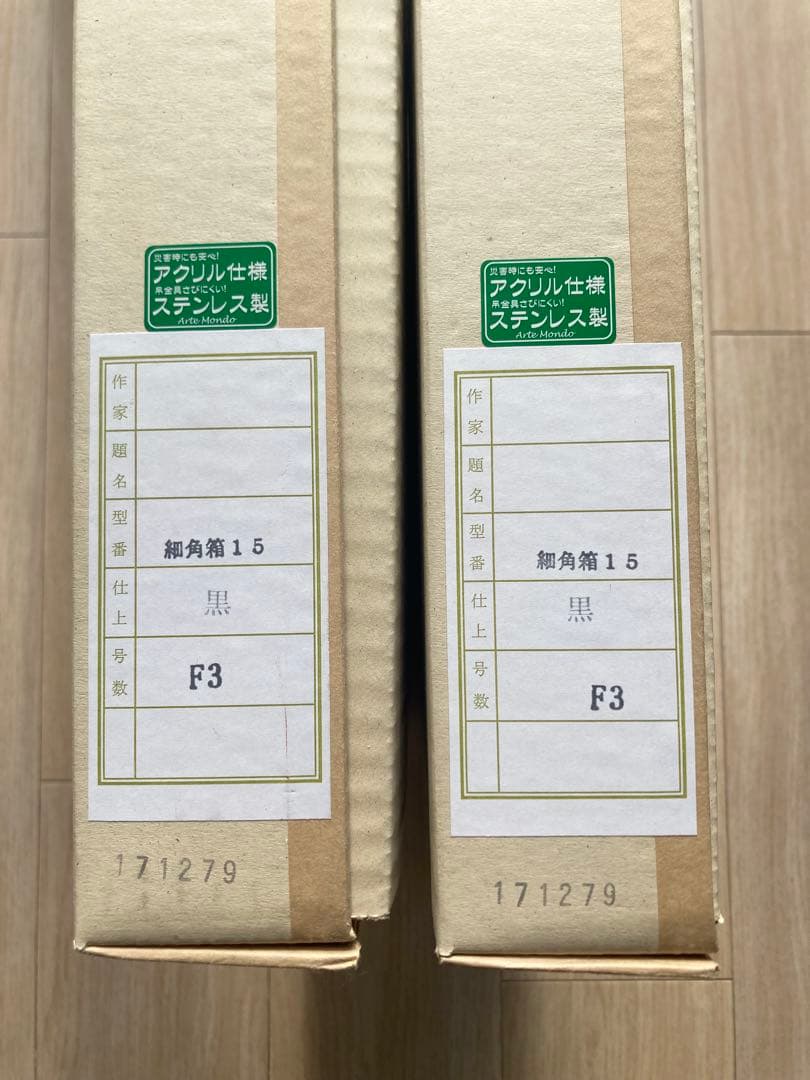 災害時にも安心!
アクリル仕様
吊金具さびにくい!
ステンレス製
Arte Mondo
作家
題名
型番 細角箱15
仕上 黒
号数 F3
171279
災害時にも安心!
アクリル仕様
吊金具さびにくい!
ステンレス製
Arte Mondo
作家
題名
型番 細角箱15
仕上 黒
号数 F3
171279